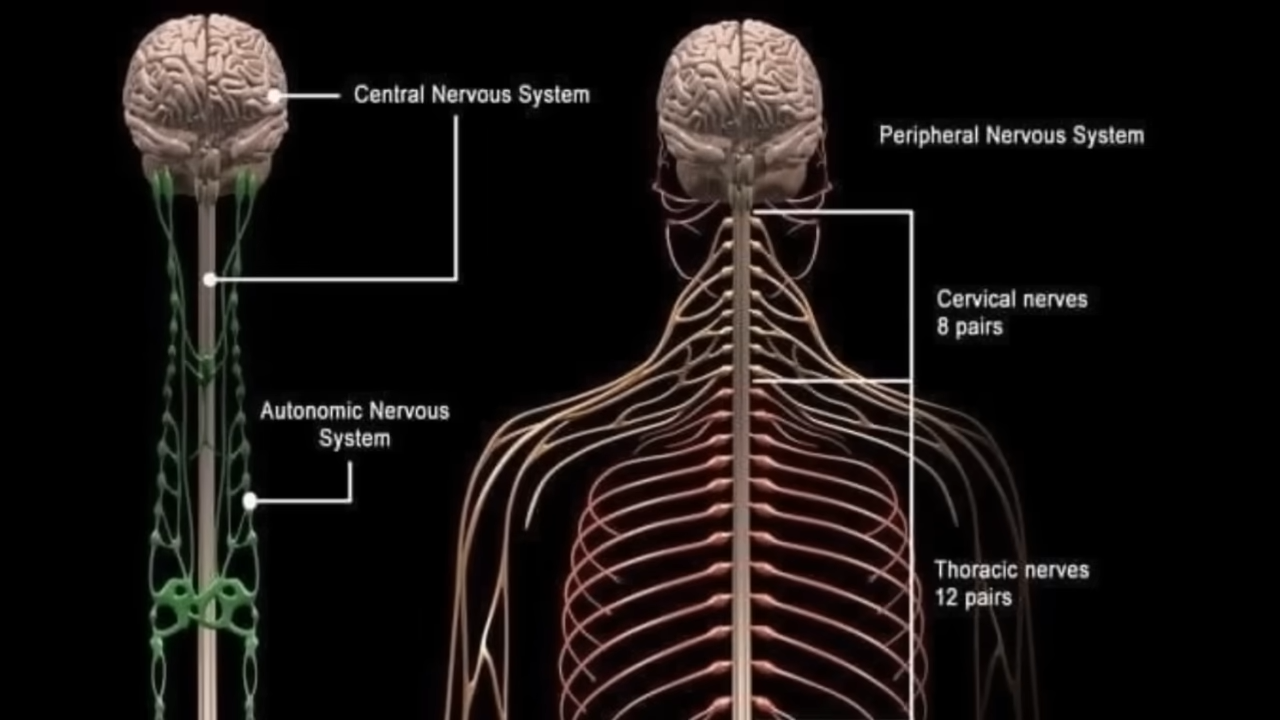 Central Nervous System
Autonomic Nervous
System
Peripheral Nervous System
Cervical nerves
8 pairs
Thoracic nerves
12 pairs